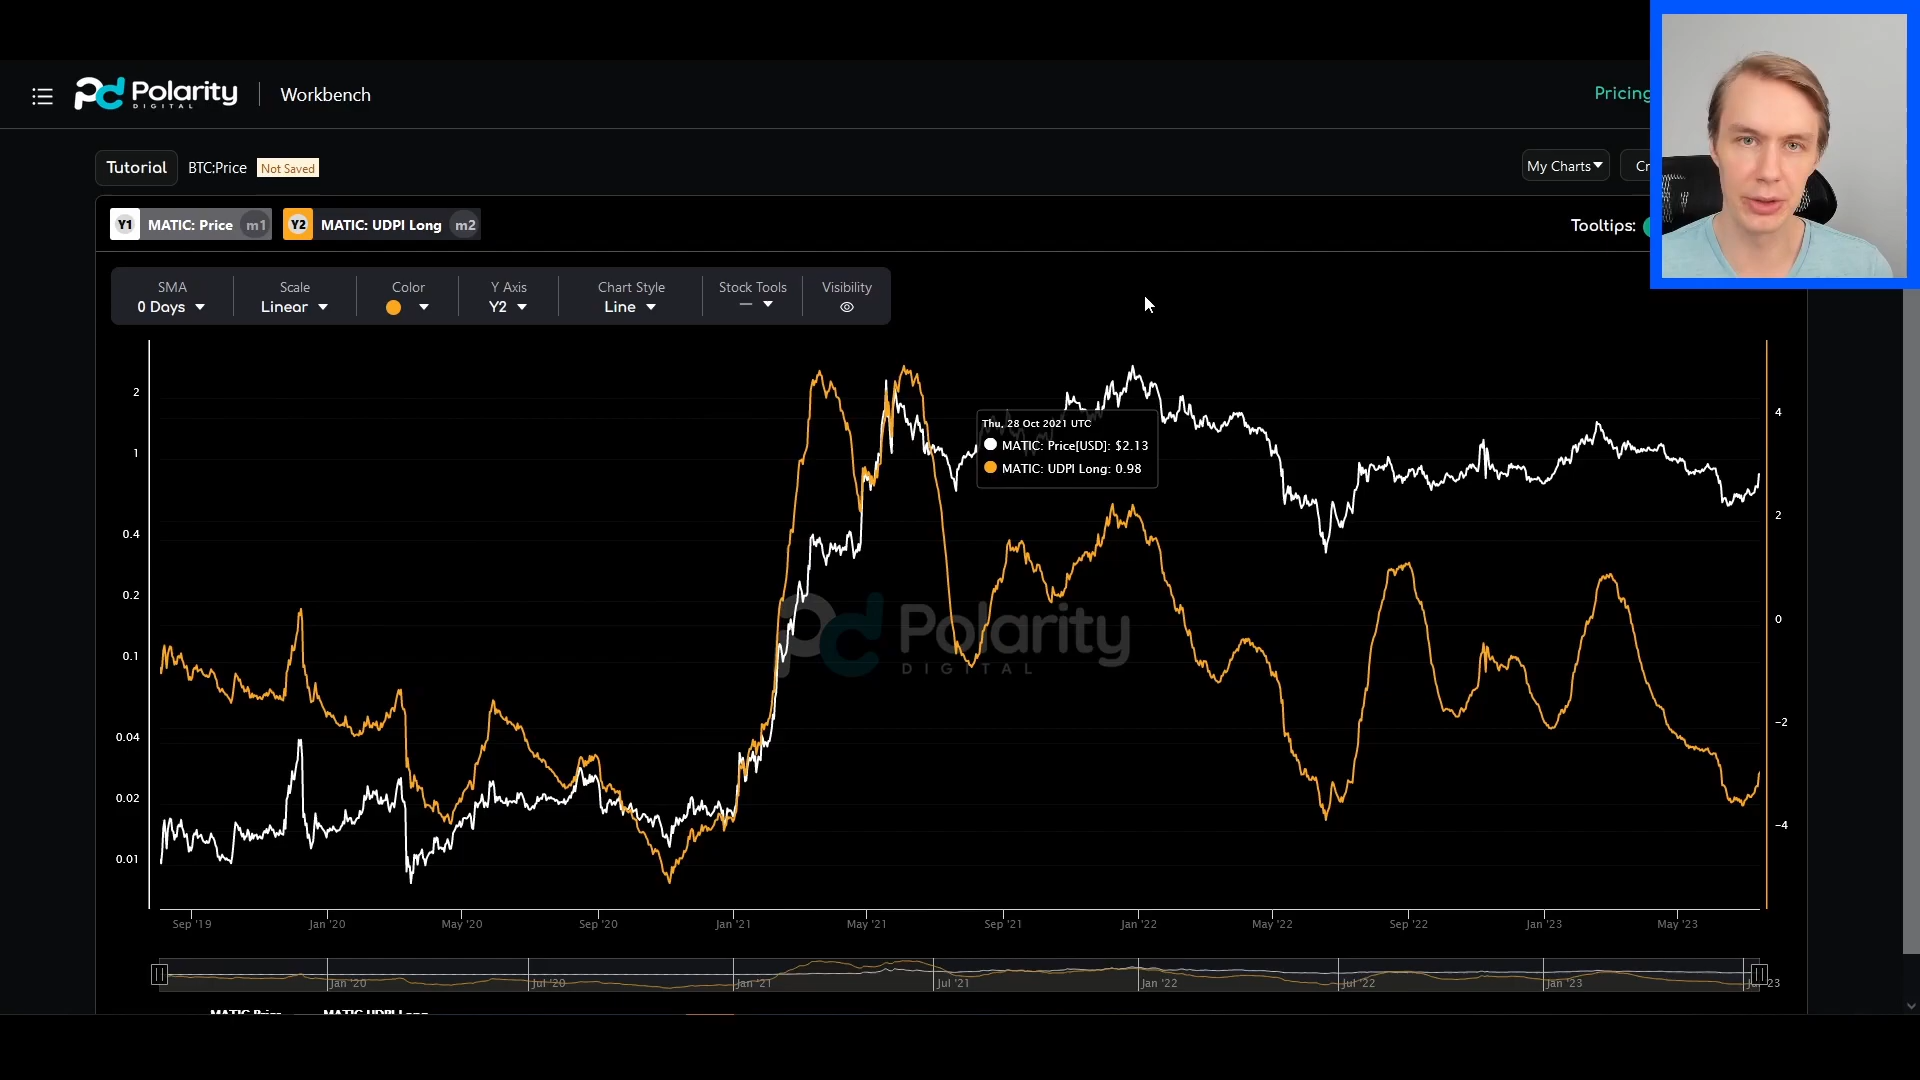 Polarity
DIGITAL
Workbench
Pricing
Tutorial
BTC:Price
Not Saved
My Charts
Y1 MATIC: Price m1
Y2 MATIC: UDPI Long m2
Tooltips:
SMA
0 Days
Scale
Linear
Color
Y Axis
Y2
Chart Style
Line
Stock Tools
—
Visibility
2
1
0.4
0.2
0.1
0.04
0.02
0.01
4
2
0
-2
-4
Thu, 28 Oct 2021 UTC
MATIC: Price[USD]: $2.13
MATIC: UDPI Long: 0.98
Polarity
DIGITAL
Sep '19
Jan '20
May '20
Sep '20
Jan '21
May '21
Sep '21
Jan '22
May '22
Sep '22
Jan '23
May '23
Jan '20
Jul '20
Jan '21
Jul '21
Jan '22
Jul '22
Jan '23